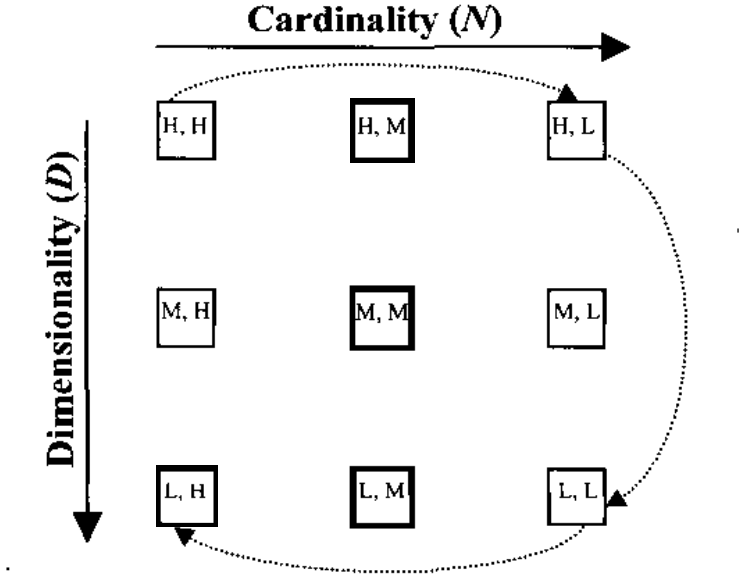 Cardinality (N)
H, H
H, M
H, L
Dimensionality (D)
M, H
M, M
M, L
L, H
L, M
L, L